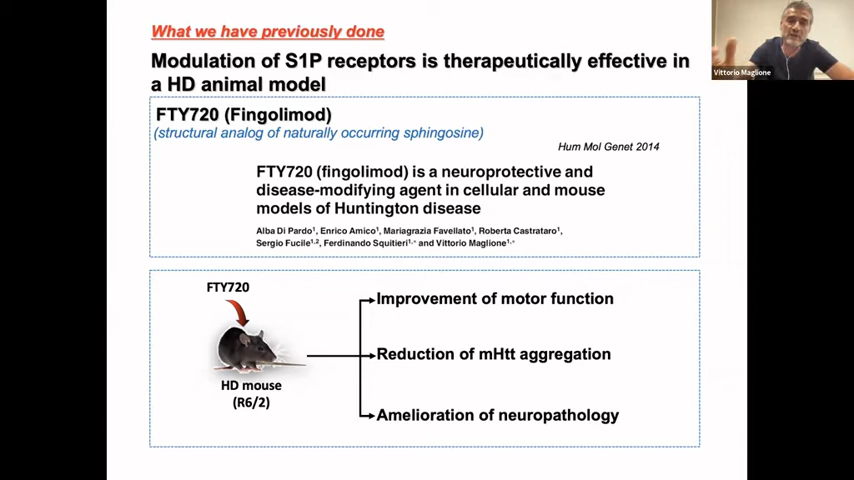 What we have previously done
Modulation of S1P receptors is therapeutically effective in
a HD animal model
FTY720 (Fingolimod)
(structural analog of naturally occurring sphingosine)
Hum Mol Genet 2014
FTY720 (fingolimod) is a neuroprotective and
disease-modifying agent in cellular and mouse
models of Huntington disease
Alba Di Pardo¹, Enrico Amico¹, Mariagrazia Favellato¹, Roberta Castrataro¹,
Sergio Fucile¹,², Ferdinando Squitieri¹,* and Vittorio Maglione¹,*
FTY720
HD mouse
(R6/2)
Improvement of motor function
Reduction of mHtt aggregation
Amelioration of neuropathology
Vittorio Maglione